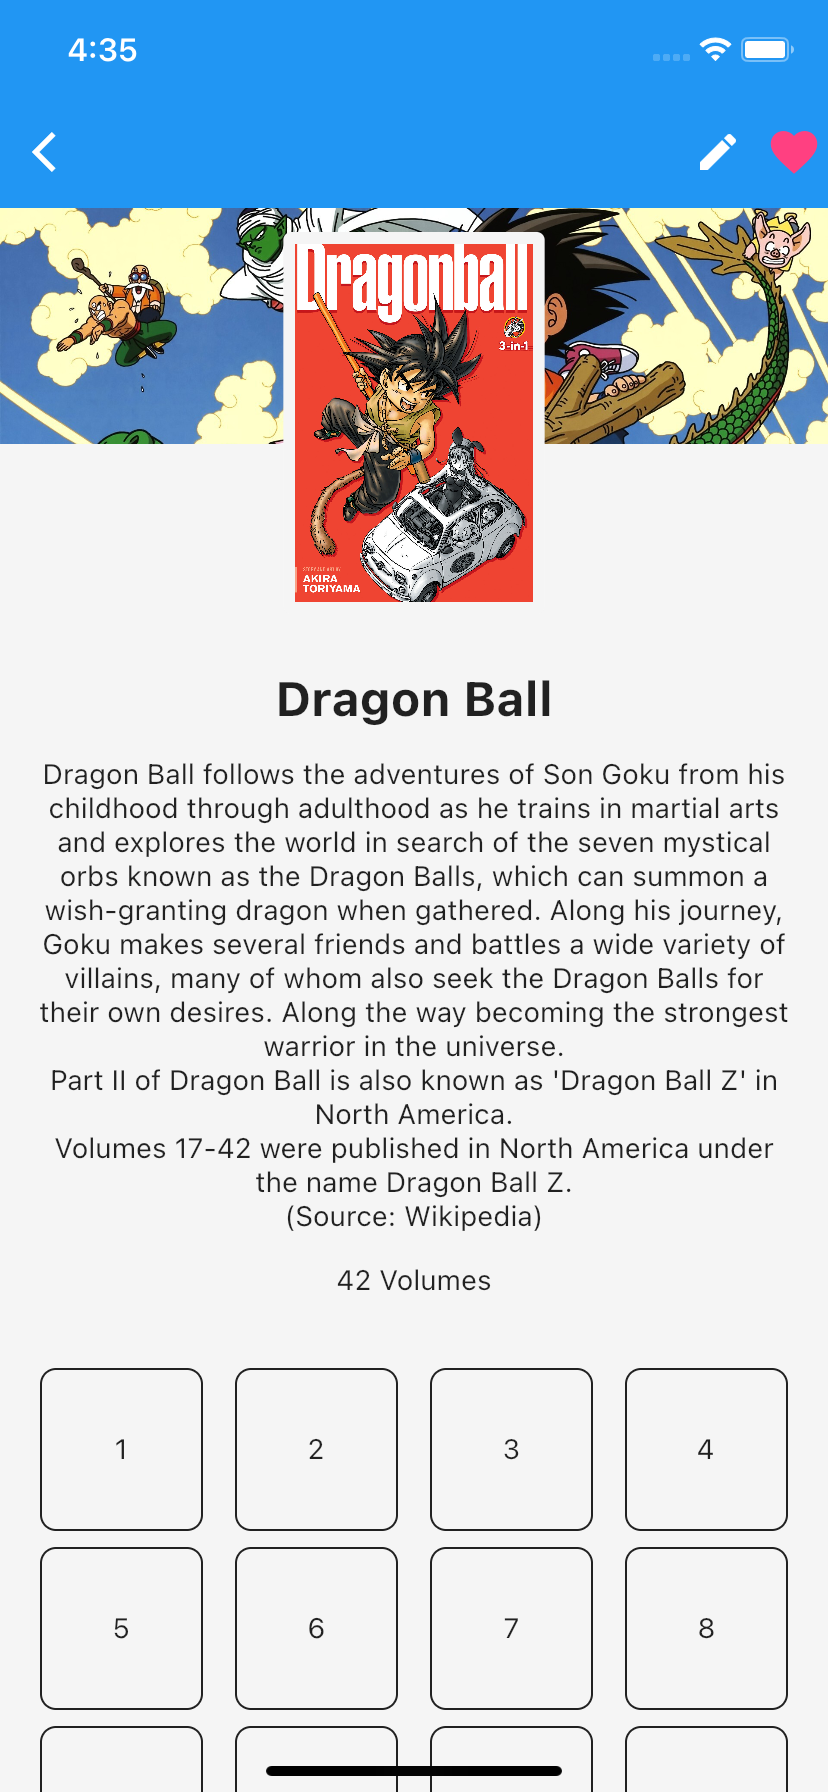 4:35
Dragonball
3-in-1
STORY AND ART BY
AKIRA
TORIYAMA
Dragon Ball
Dragon Ball follows the adventures of Son Goku from his
childhood through adulthood as he trains in martial arts
and explores the world in search of the seven mystical
orbs known as the Dragon Balls, which can summon a
wish-granting dragon when gathered. Along his journey,
Goku makes several friends and battles a wide variety of
villains, many of whom also seek the Dragon Balls for
their own desires. Along the way becoming the strongest
warrior in the universe.
Part II of Dragon Ball is also known as 'Dragon Ball Z' in
North America.
Volumes 17-42 were published in North America under
the name Dragon Ball Z.
(Source: Wikipedia)
42 Volumes
1 2 3 4
5 6 7 8